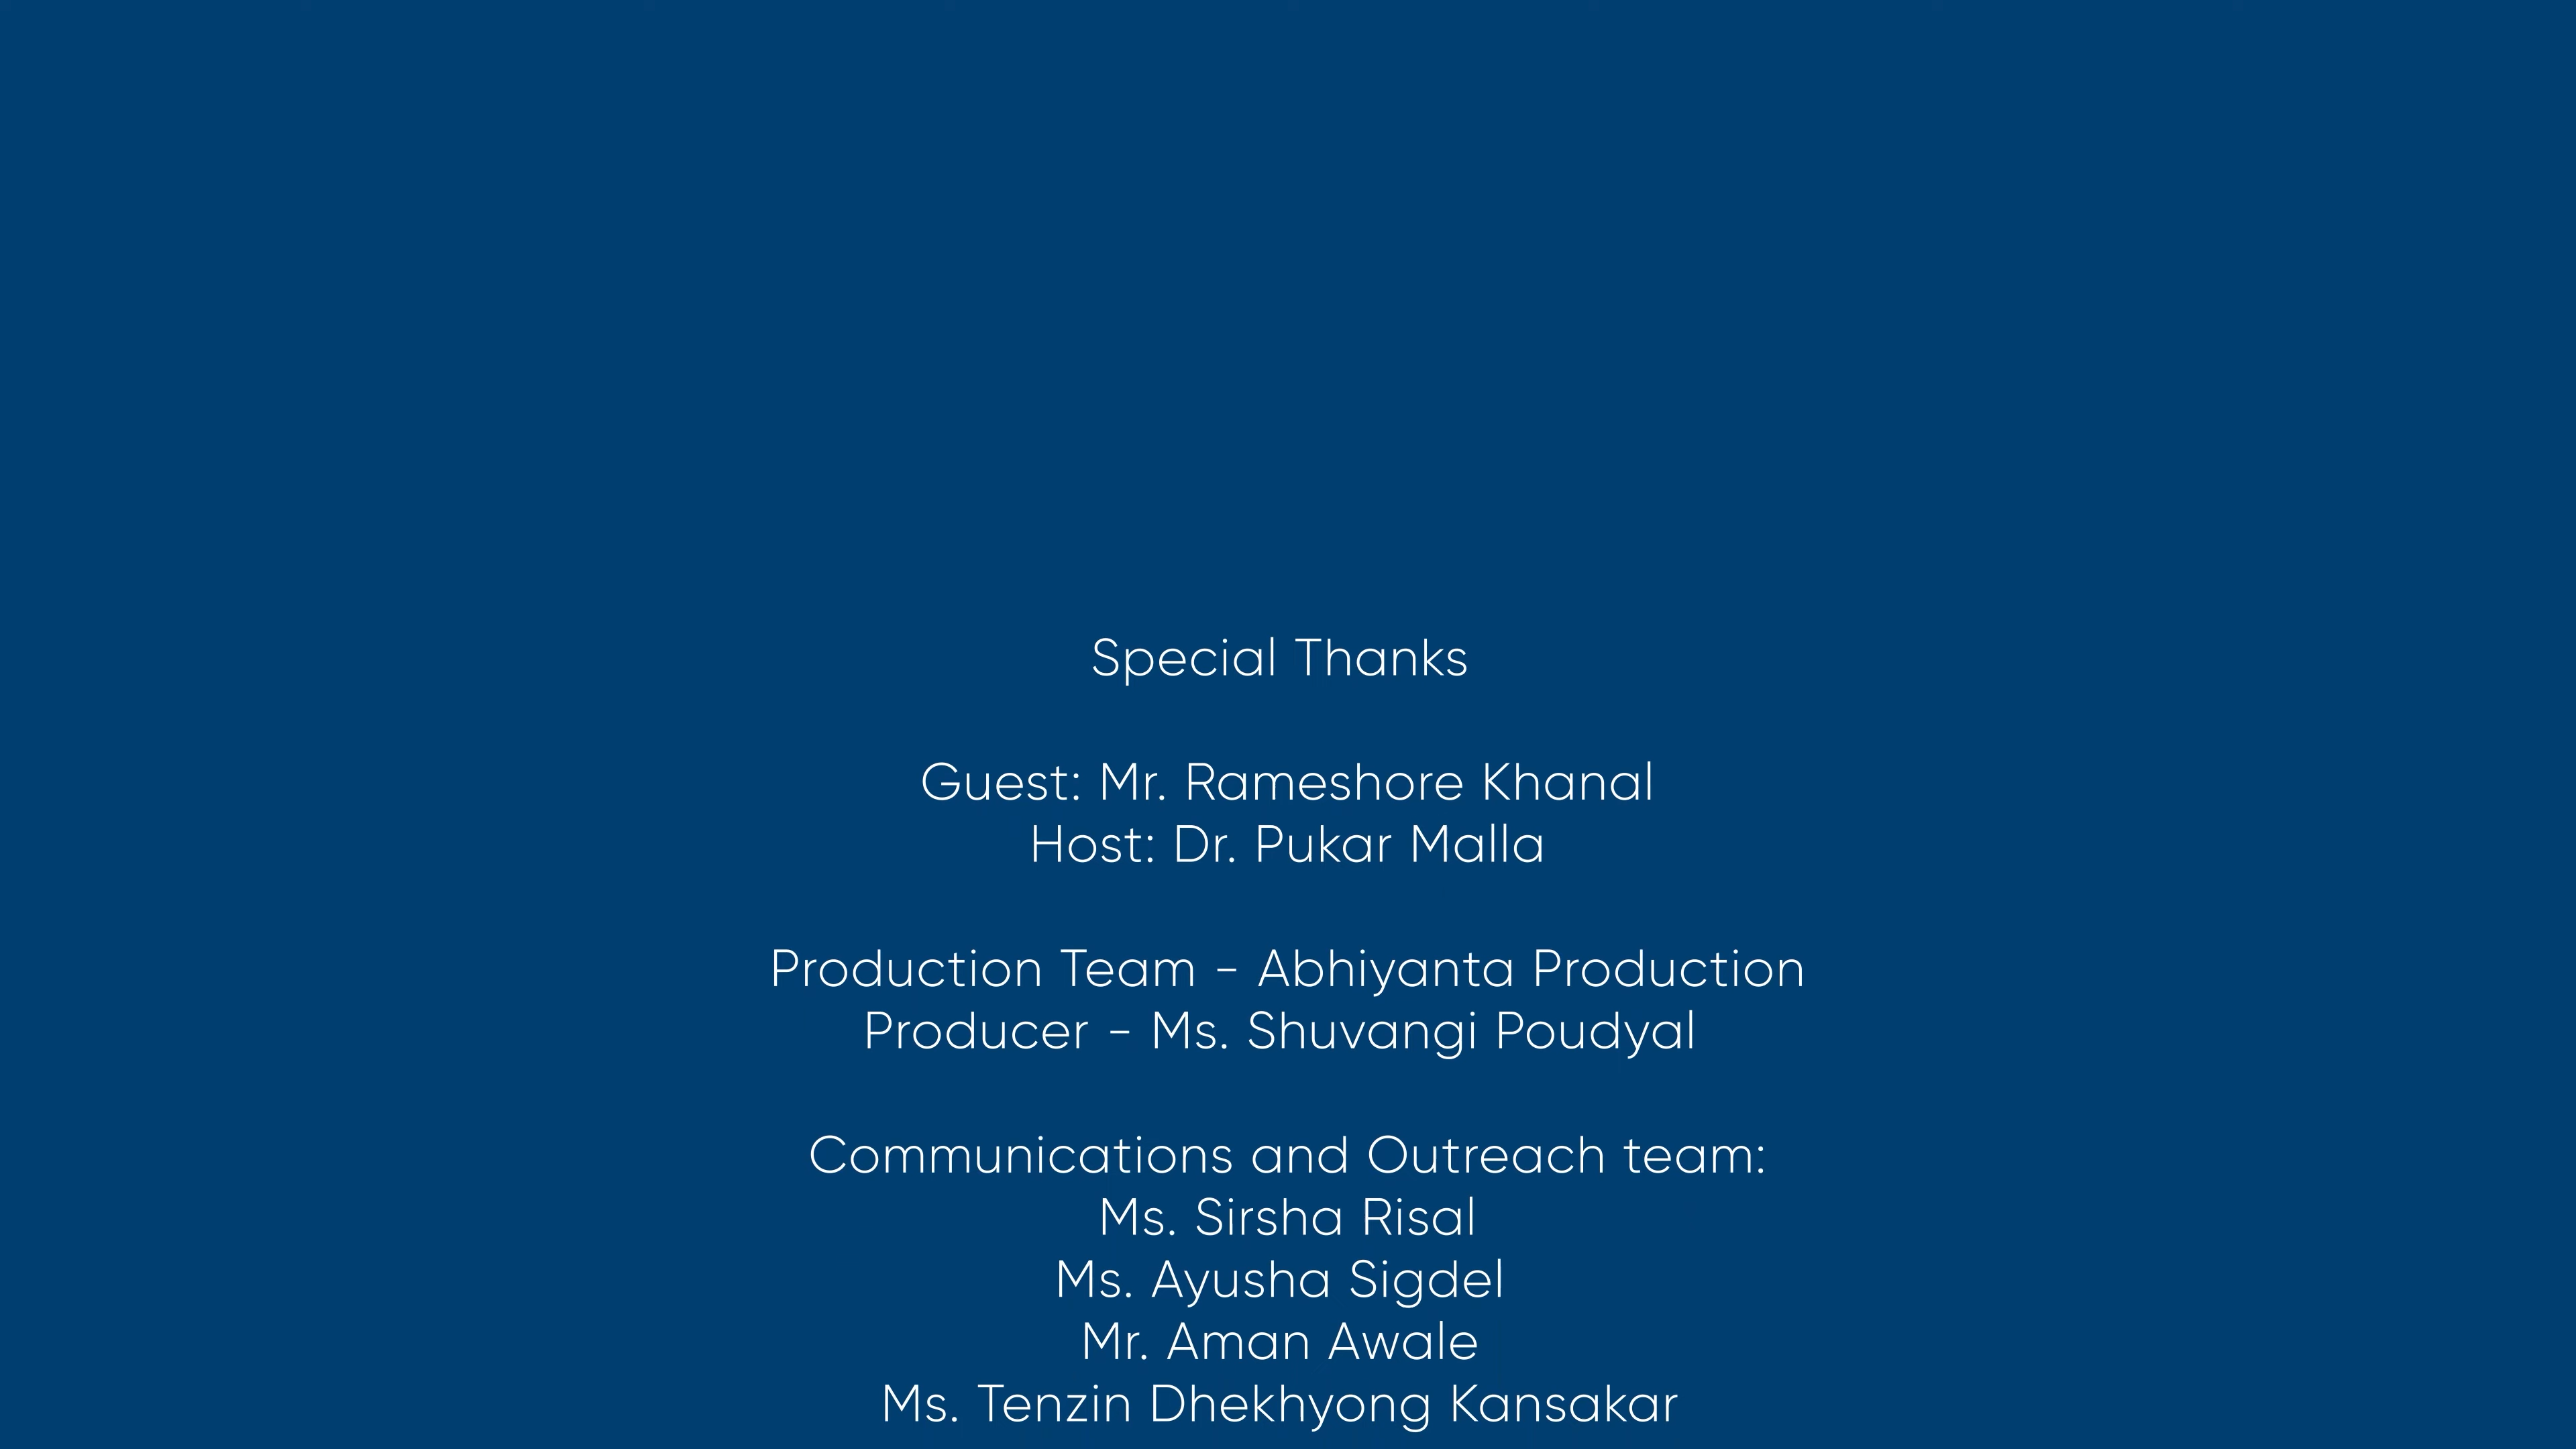 Special Thanks
Guest: Mr. Rameshore Khanal
Host: Dr. Pukar Malla
Production Team - Abhiyanta Production
Producer - Ms. Shuvangi Poudyal
Communications and Outreach team:
Ms. Sirsha Risal
Ms. Ayusha Sigdel
Mr. Aman Awale
Ms. Tenzin Dhekhyong Kansakar